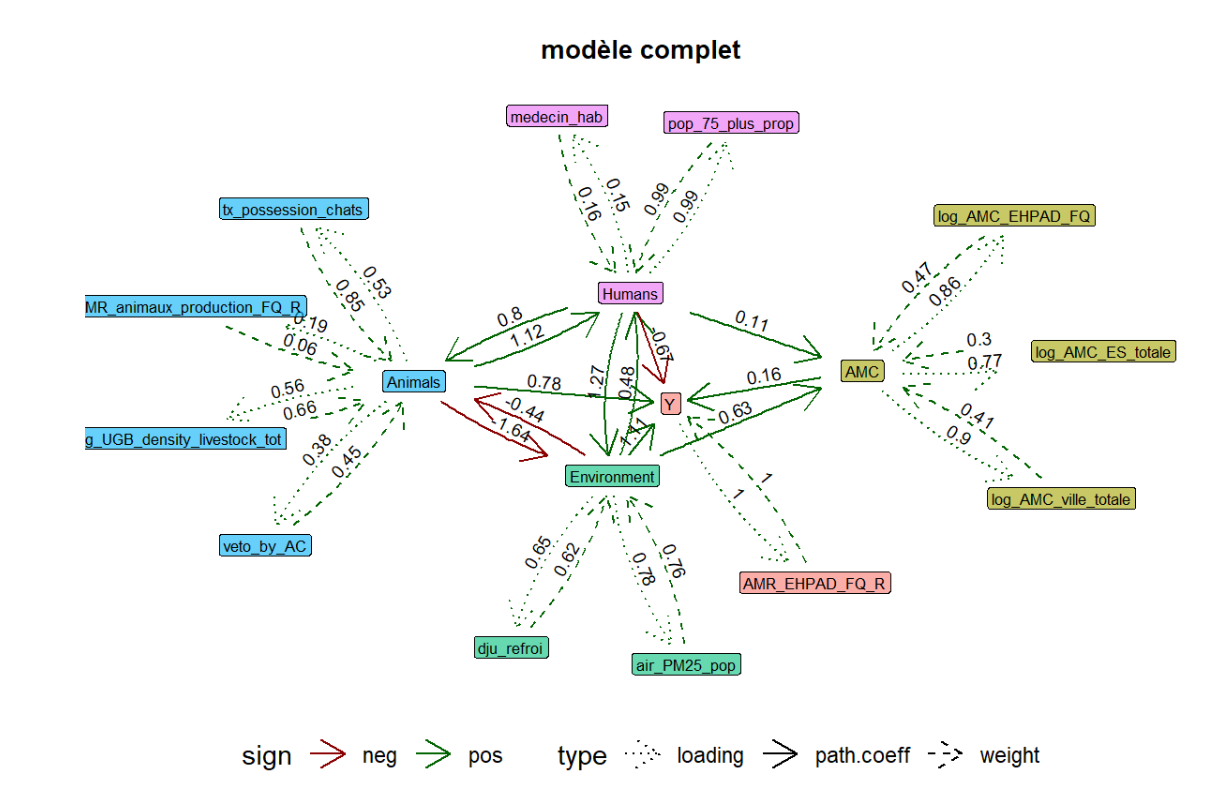 modèle complet
medecin_hab
pop_75_plus_prop
tx_possession_chats
log_AMC_EHPAD_FQ
0.15
0.16
0.99
0.99
0.53
0.85
0.47
0.86
Humans
MR_animaux_production_FQ_R
0.19
0.06
0.8
1.12
0.11
-0.67
0.3
0.77
log_AMC_ES_totale
Animals
AMC
0.56
0.66
0.78
1.27
0.48
0.16
Y
-0.44
-1.64
1.11
0.63
0.41
0.9
g_UGB_density_livestock_tot
0.38
0.45
Environment
log_AMC_ville_totale
1
1
veto_by_AC
0.65
0.62
0.78
0.76
AMR_EHPAD_FQ_R
dju_refroi
air_PM25_pop
sign neg pos type loading path.coeff weight